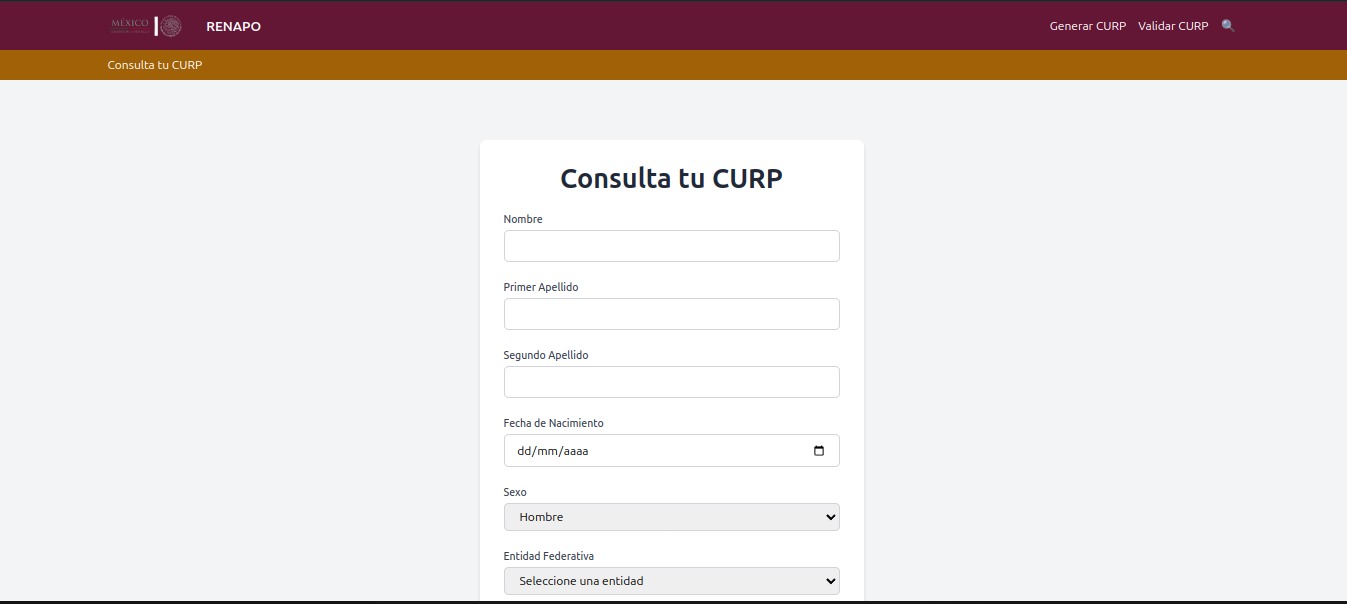 MÉXICO
RENAPO
Generar CURP
Validar CURP
Consulta tu CURP
Consulta tu CURP
Nombre
Primer Apellido
Segundo Apellido
Fecha de Nacimiento
dd/mm/aaaa
Sexo
Hombre
Entidad Federativa
Seleccione una entidad